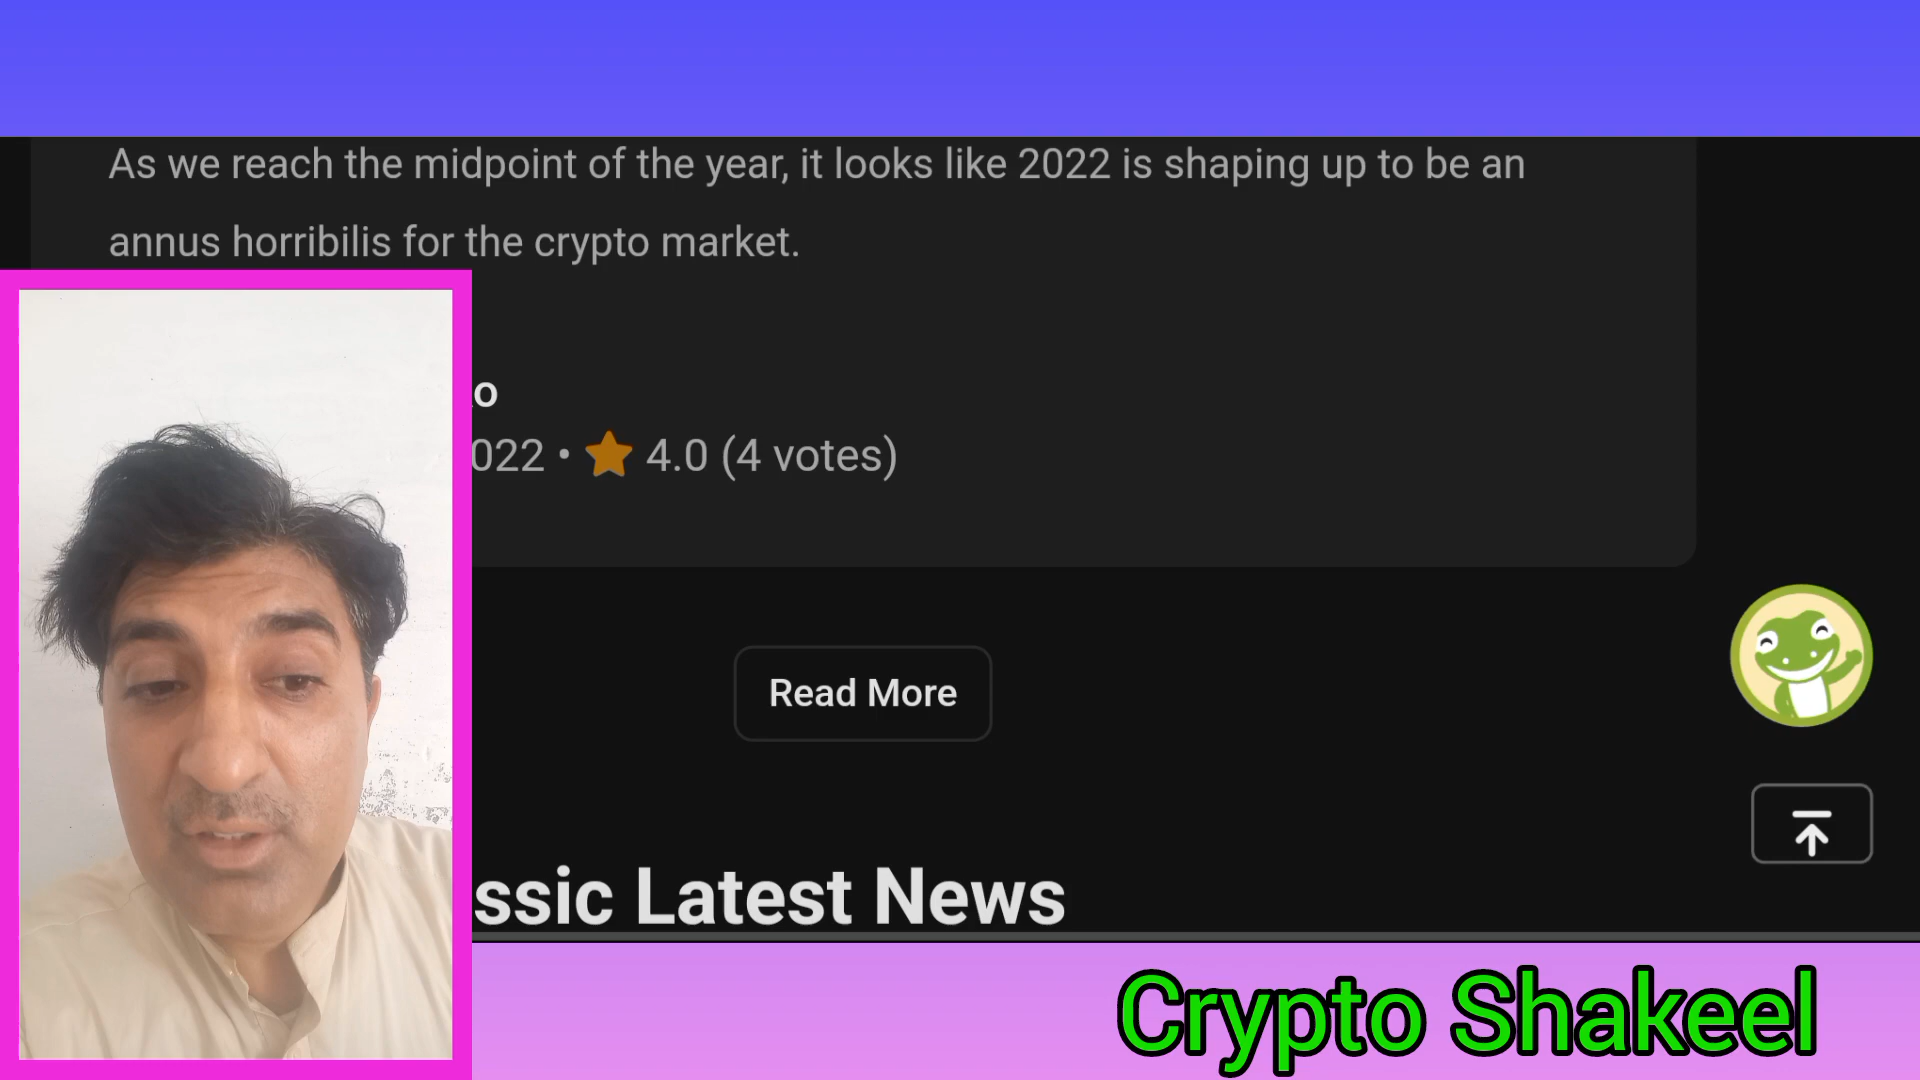 As we reach the midpoint of the year, it looks like 2022 is shaping up to be an
annus horribilis for the crypto market.
o
022 • 4.0 (4 votes)
Read More
ssic Latest News
Crypto Shakeel